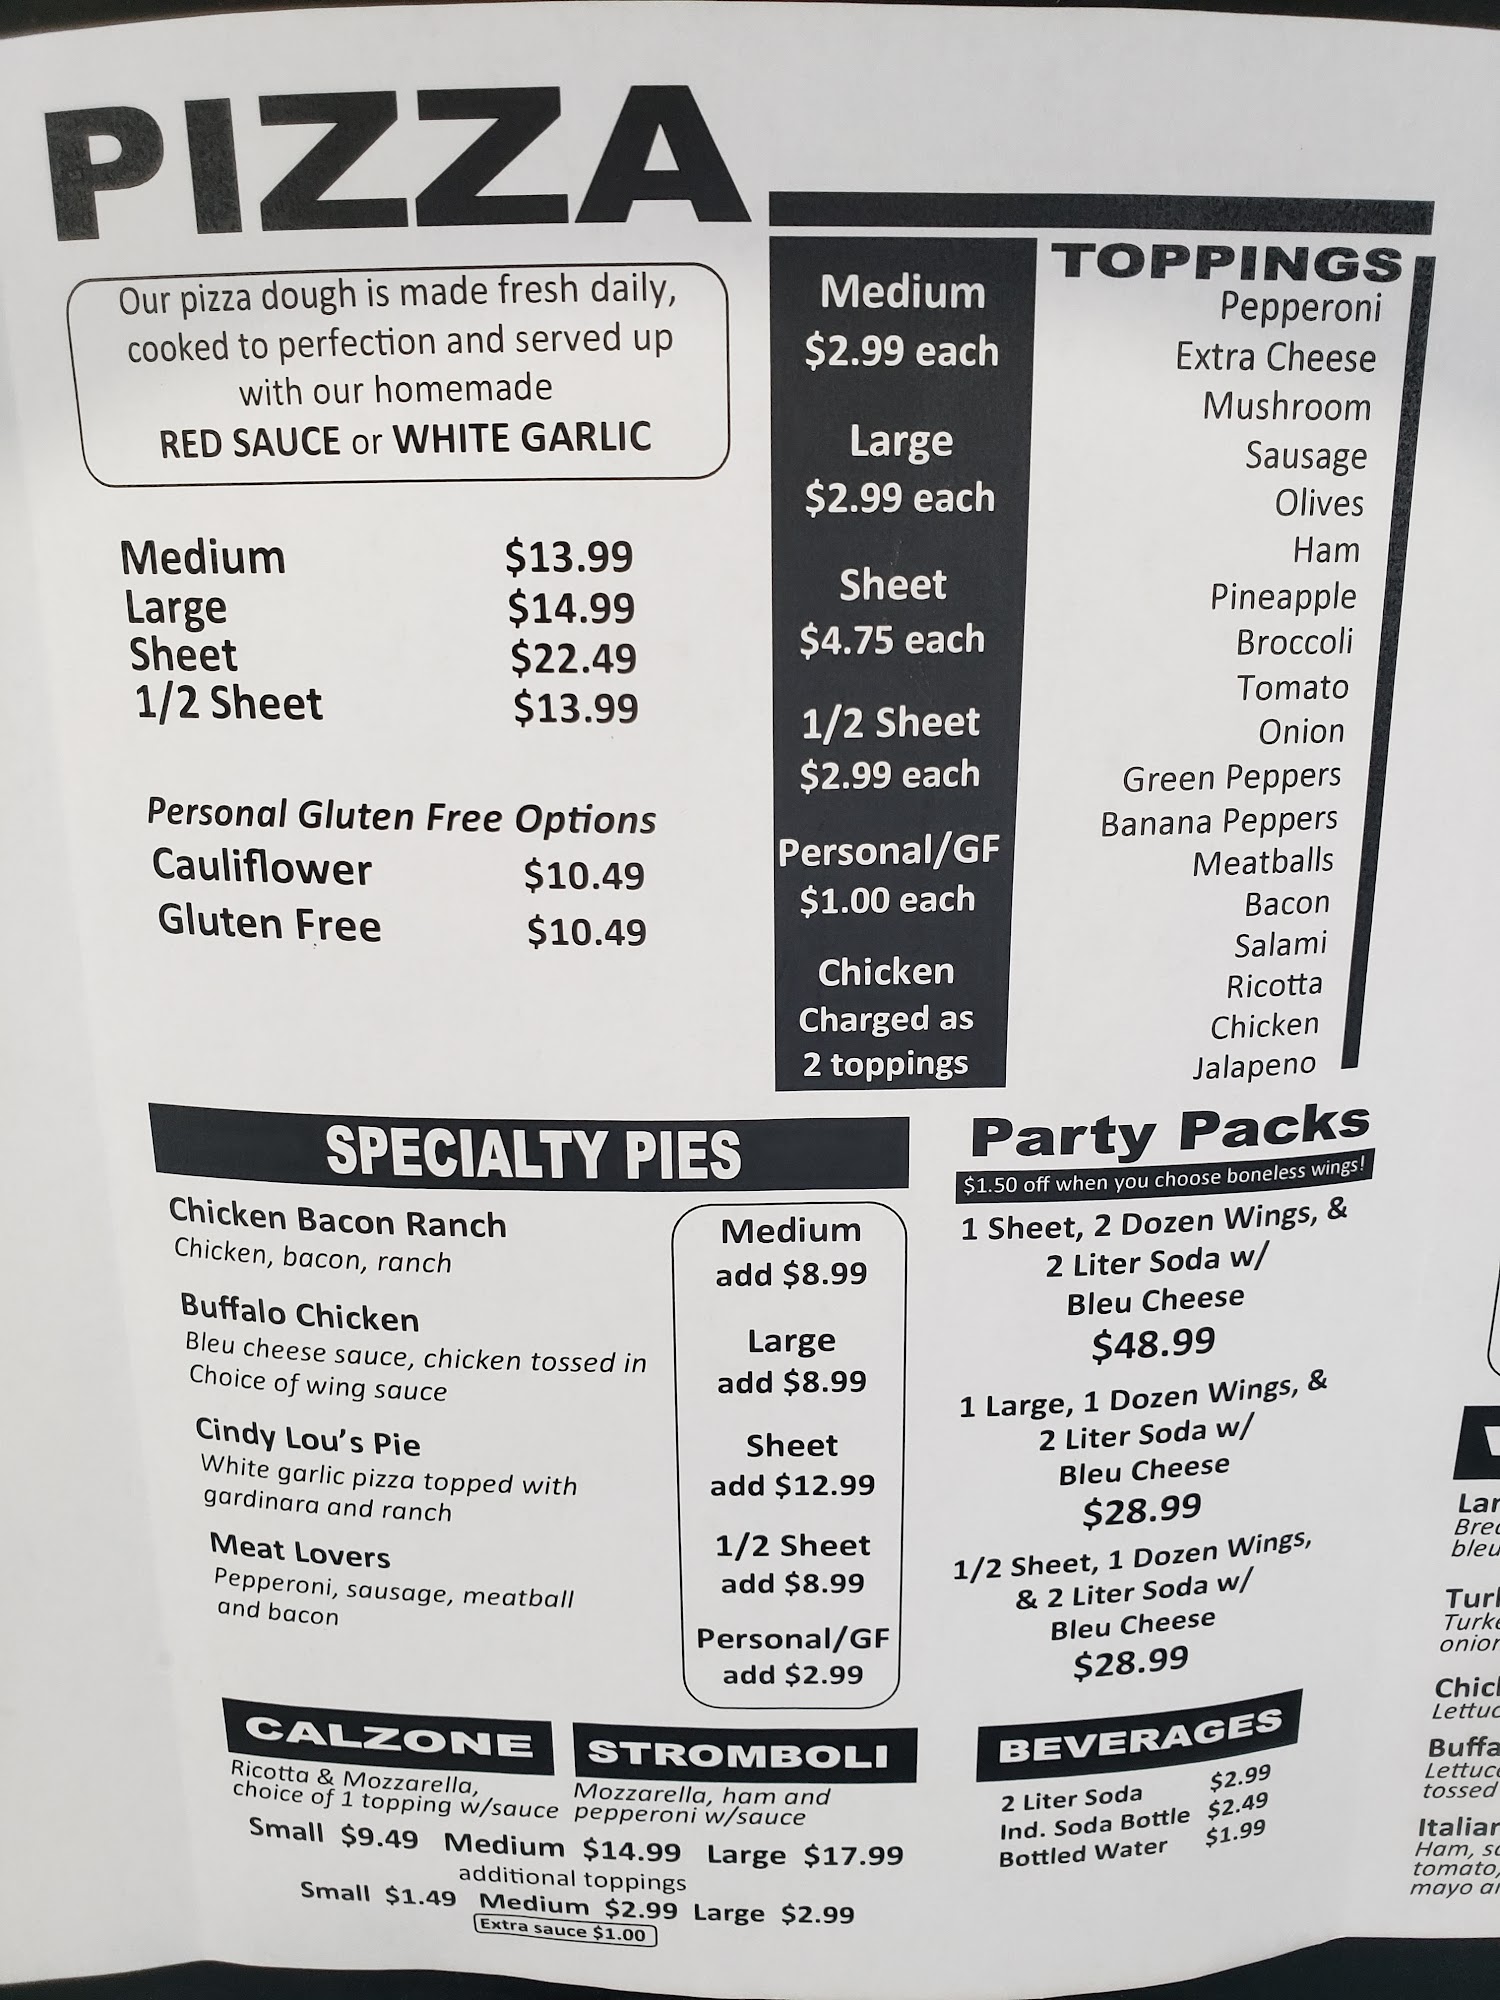 PIZZA
Our pizza dough is made fresh daily,
cooked to perfection and served up
with our homemade
RED SAUCE or WHITE GARLIC
Medium $13.99
Large $14.99
Sheet $22.49
1/2 Sheet $13.99
Personal Gluten Free Options
Cauliflower $10.49
Gluten Free $10.49
Medium
$2.99 each
Large
$2.99 each
Sheet
$4.75 each
1/2 Sheet
$2.99 each
Personal/GF
$1.00 each
Chicken
Charged as
2 toppings
TOPPINGS
Pepperoni
Extra Cheese
Mushroom
Sausage
Olives
Ham
Pineapple
Broccoli
Tomato
Onion
Green Peppers
Banana Peppers
Meatballs
Bacon
Salami
Ricotta
Chicken
Jalapeno
SPECIALTY PIES
Chicken Bacon Ranch
Chicken, bacon, ranch
Buffalo Chicken
Bleu cheese sauce, chicken tossed in
Choice of wing sauce
Cindy Lou's Pie
White garlic pizza topped with
gardinara and ranch
Meat Lovers
Pepperoni, sausage, meatball
and bacon
Medium
add $8.99
Large
add $8.99
Sheet
add $12.99
1/2 Sheet
add $8.99
Personal/GF
add $2.99
Party Packs
$1.50 off when you choose boneless wings!
1 Sheet, 2 Dozen Wings, &
2 Liter Soda w/
Bleu Cheese
$48.99
1 Large, 1 Dozen Wings, &
2 Liter Soda w/
Bleu Cheese
$28.99
1/2 Sheet, 1 Dozen Wings,
& 2 Liter Soda w/
Bleu Cheese
$28.99
CALZONE
Ricotta & Mozzarella,
choice of 1 topping w/sauce
STROMBOLI
Mozzarella, ham and
pepperoni w/sauce
Small $9.49 Medium $14.99 Large $17.99
additional toppings
Small $1.49 Medium $2.99 Large $2.99
Extra sauce $1.00
BEVERAGES
2 Liter Soda $2.99
Ind. Soda Bottle $2.49
Bottled Water $1.99
Lettuc
Ham, s
tomato,
mayo a